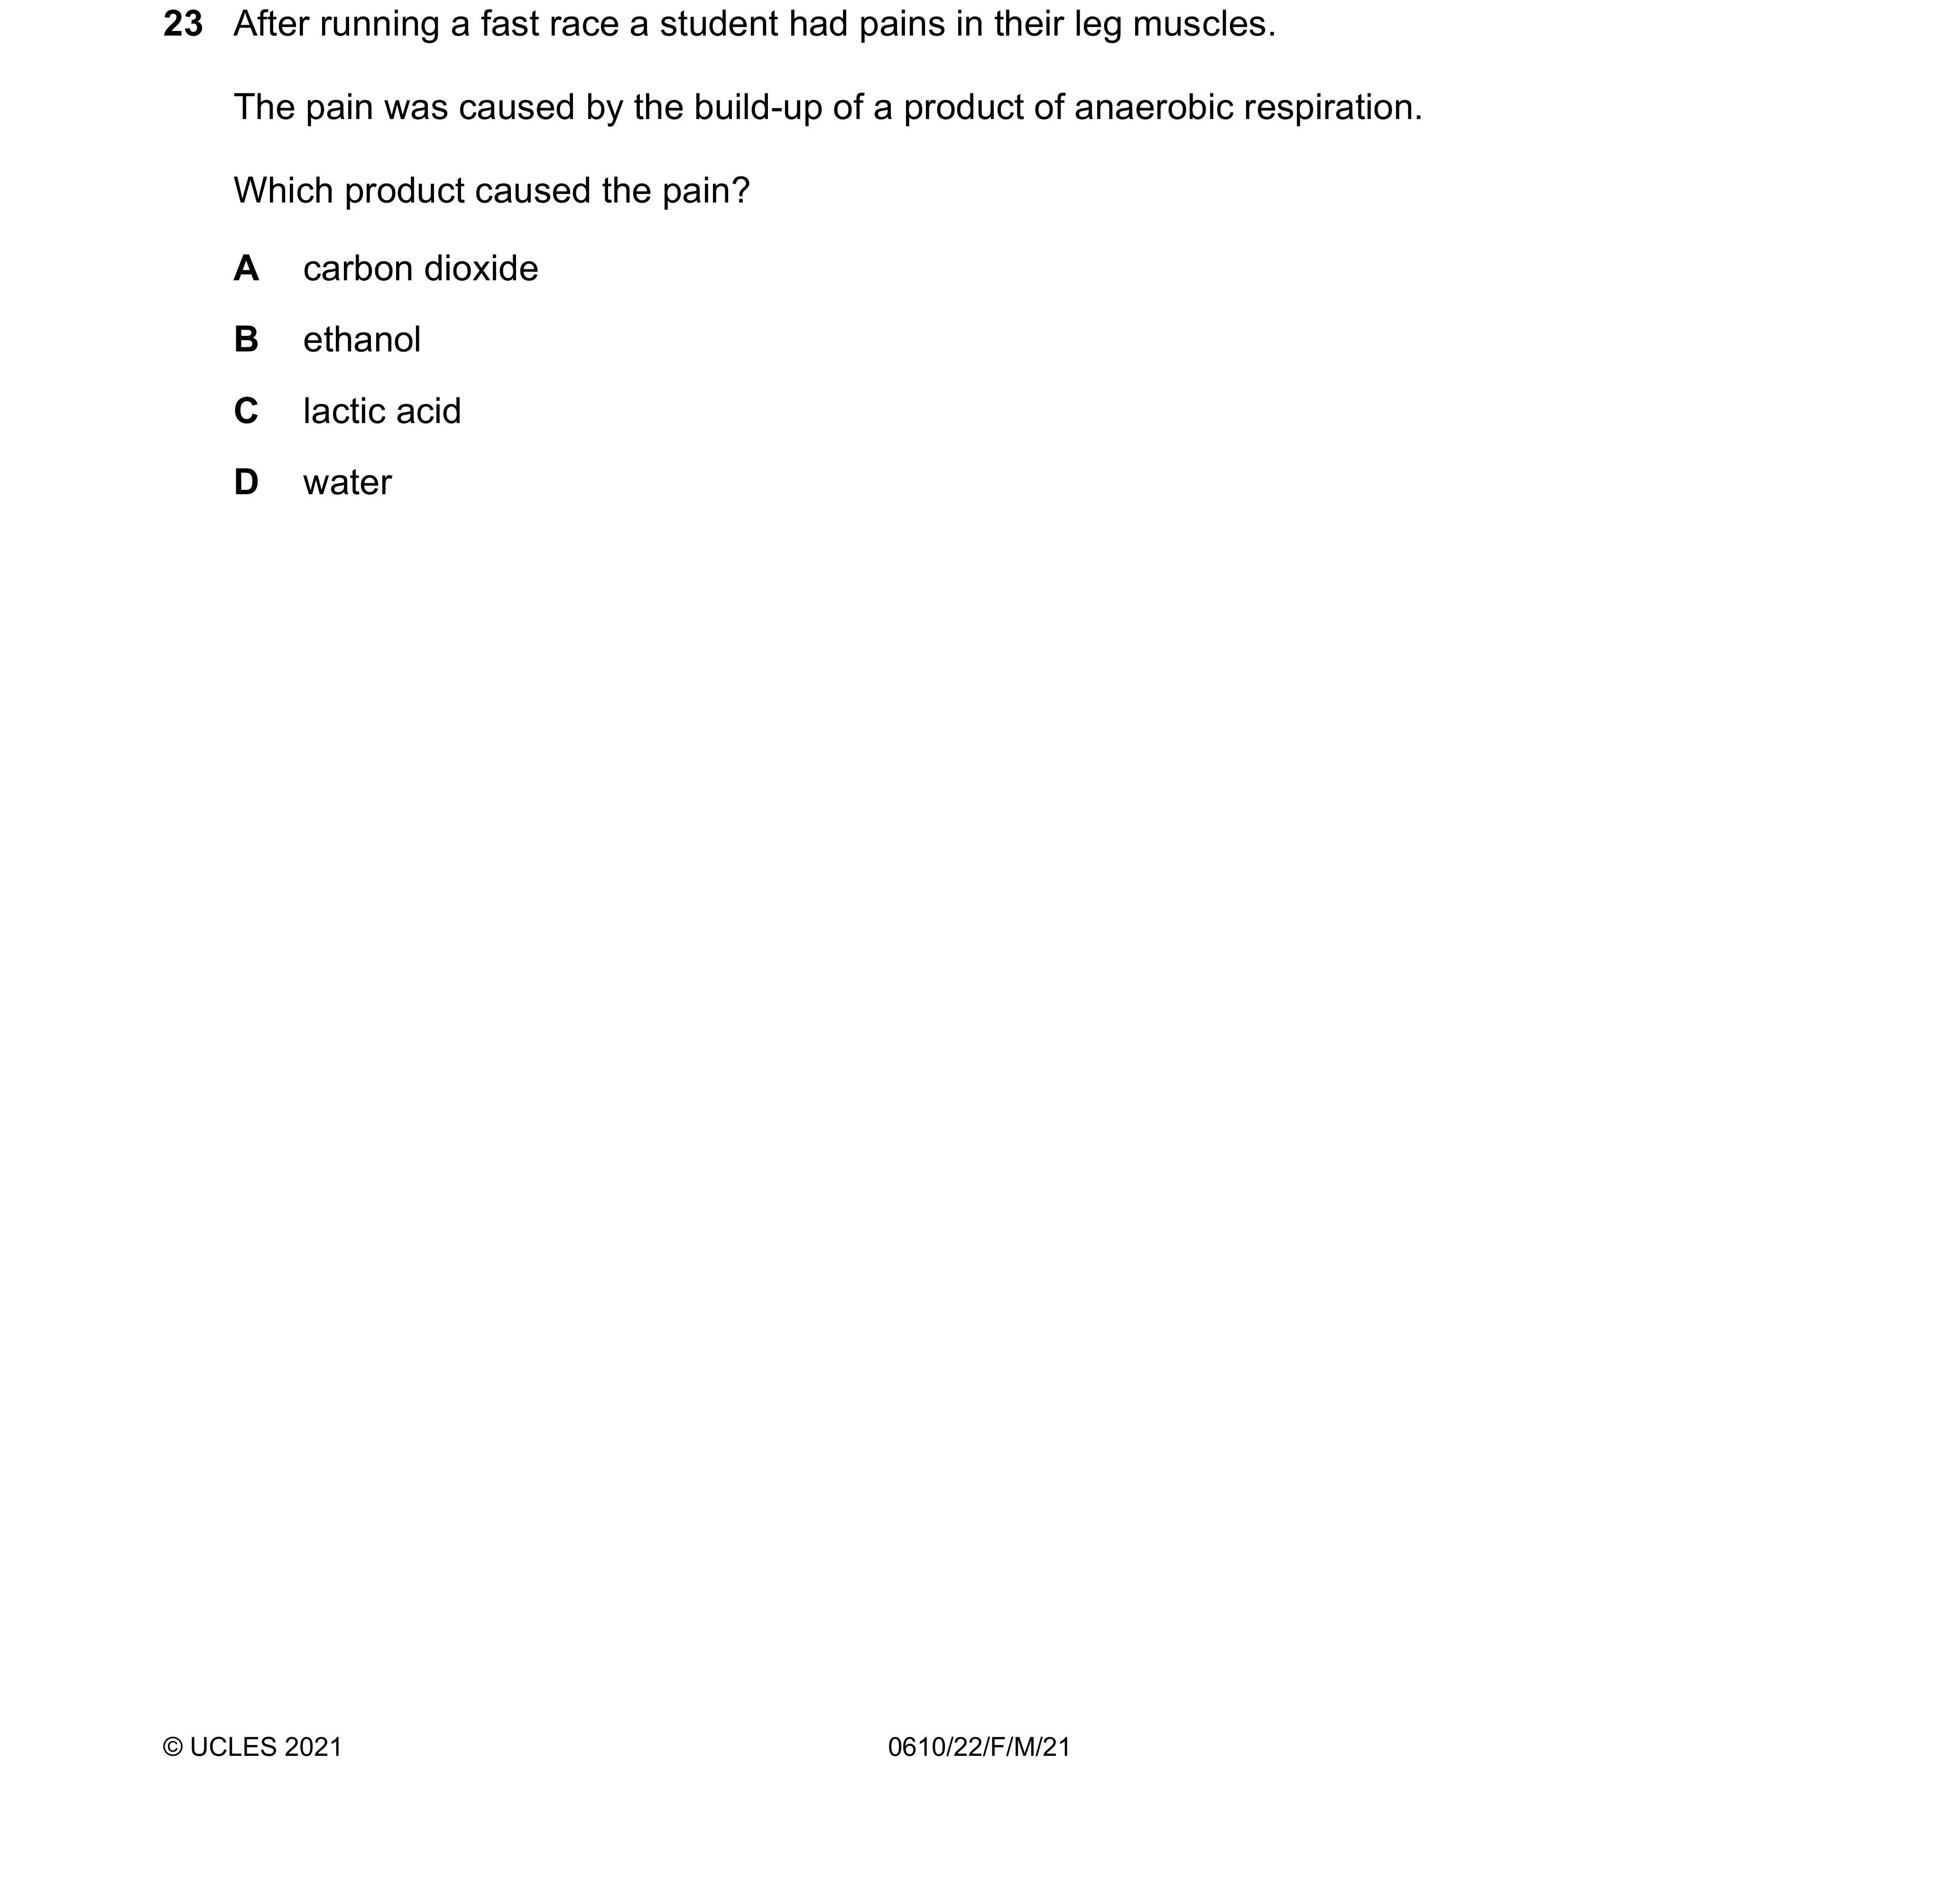 23 After running a fast race a student had pains in their leg muscles.
The pain was caused by the build-up of a product of anaerobic respiration.
Which product caused the pain?
A carbon dioxide
B ethanol
C lactic acid
D water
© UCLES 2021 0610/22/F/M/21